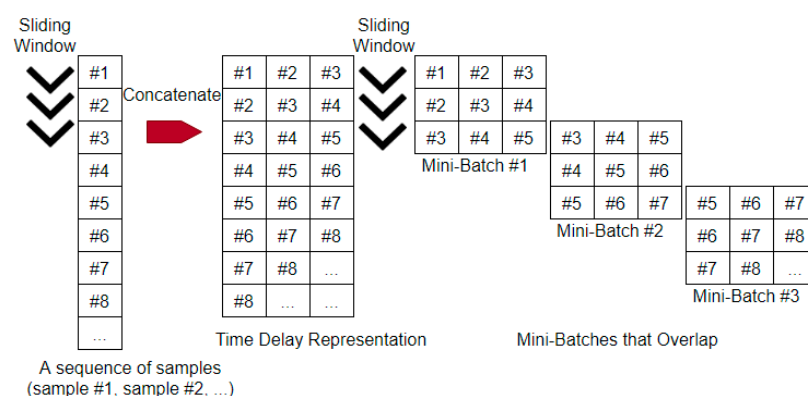 Sliding
Window
Sliding
Window
Concatenate
#1
#2
#3
#4
#5
#6
#7
#8
...
A sequence of samples
(sample #1, sample #2, ...)
#1 #2 #3
#2 #3 #4
#3 #4 #5
#4 #5 #6
#5 #6 #7
#6 #7 #8
#7 #8 ...
#8 ... ...
Time Delay Representation
#1 #2 #3
#2 #3 #4
#3 #4 #5
Mini-Batch #1
#3 #4 #5
#4 #5 #6
#5 #6 #7
Mini-Batch #2
#5 #6 #7
#6 #7 #8
#7 #8 ...
Mini-Batch #3
Mini-Batches that Overlap